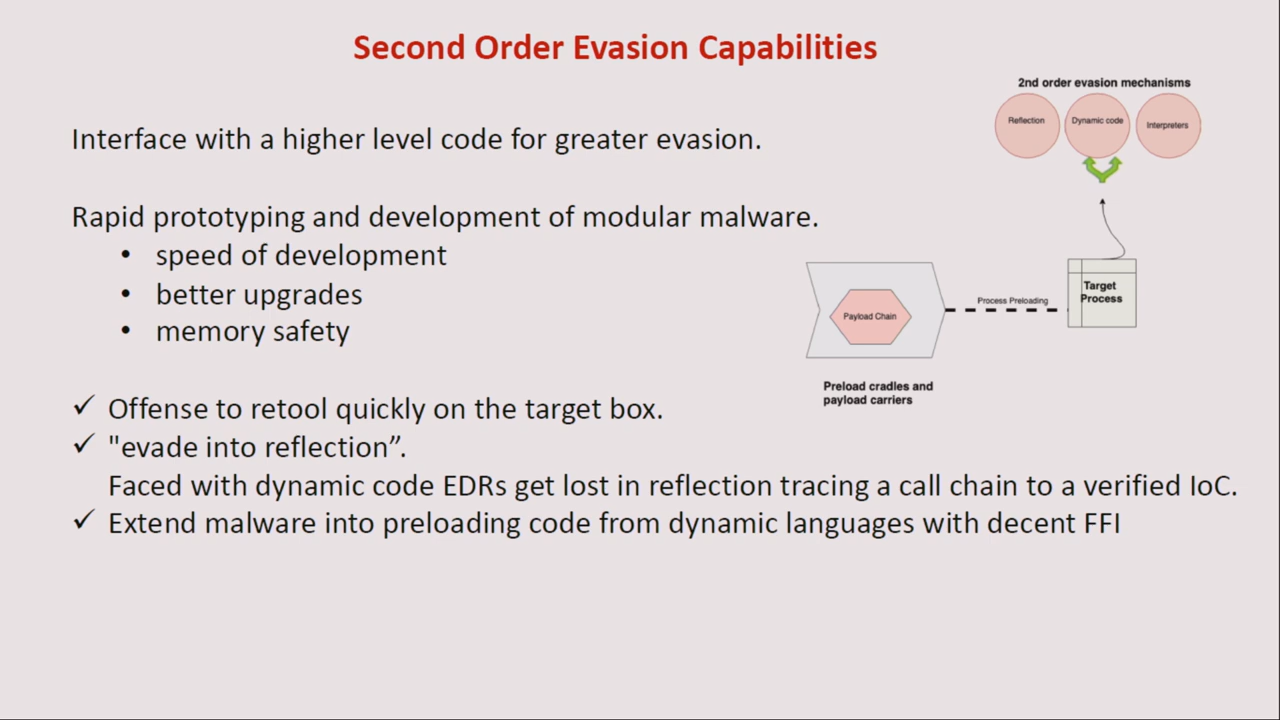 Second Order Evasion Capabilities
2nd order evasion mechanisms
Reflection
Dynamic code
Interpreters
Interface with a higher level code for greater evasion.
Rapid prototyping and development of modular malware.
• speed of development
• better upgrades
• memory safety
Target
Process
Process Preloading
Payload Chain
Preload cradles and
payload carriers
✓ Offense to retool quickly on the target box.
✓ "evade into reflection”.
Faced with dynamic code EDRs get lost in reflection tracing a call chain to a verified IoC.
✓ Extend malware into preloading code from dynamic languages with decent FFI